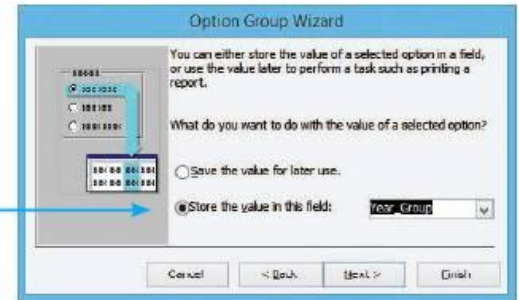 Option Group Wizard
You can either store the value of a selected option in a field,
or use the value later to perform a task such as printing a
report.
What do you want to do with the value of a selected option?
Save the value for later use.
Store the value in this field:
Year_Group
Cancel
< Back
Next >
Finish